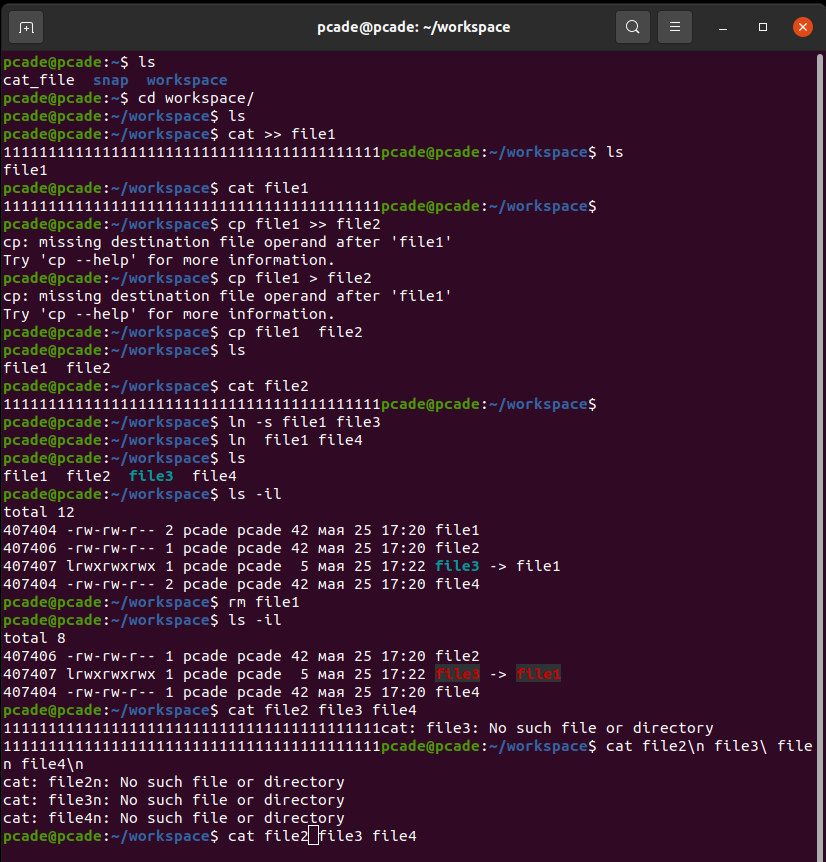 pcade@pcade: ~/workspace
pcade@pcade:~$ ls
cat_file  snap  workspace
pcade@pcade:~$ cd workspace/
pcade@pcade:~/workspace$ ls
pcade@pcade:~/workspace$ cat >> file1
111111111111111111111111111111111111111111pcade@pcade:~/workspace$ ls
file1
pcade@pcade:~/workspace$ cat file1
111111111111111111111111111111111111111111pcade@pcade:~/workspace$
pcade@pcade:~/workspace$ cp file1 >> file2
cp: missing destination file operand after 'file1'
Try 'cp --help' for more information.
pcade@pcade:~/workspace$ cp file1 > file2
cp: missing destination file operand after 'file1'
Try 'cp --help' for more information.
pcade@pcade:~/workspace$ cp file1  file2
pcade@pcade:~/workspace$ ls
file1  file2
pcade@pcade:~/workspace$ cat file2
111111111111111111111111111111111111111111pcade@pcade:~/workspace$
pcade@pcade:~/workspace$ ln -s file1 file3
pcade@pcade:~/workspace$ ln  file1 file4
pcade@pcade:~/workspace$ ls
file1  file2  file3  file4
pcade@pcade:~/workspace$ ls -il
total 12
407404 -rw-rw-r-- 2 pcade pcade 42 мая 25 17:20 file1
407406 -rw-rw-r-- 1 pcade pcade 42 мая 25 17:20 file2
407407 lrwxrwxrwx 1 pcade pcade  5 мая 25 17:22 file3 -> file1
407404 -rw-rw-r-- 2 pcade pcade 42 мая 25 17:20 file4
pcade@pcade:~/workspace$ rm file1
pcade@pcade:~/workspace$ ls -il
total 8
407406 -rw-rw-r-- 1 pcade pcade 42 мая 25 17:20 file2
407407 lrwxrwxrwx 1 pcade pcade  5 мая 25 17:22 file3 -> file1
407404 -rw-rw-r-- 1 pcade pcade 42 мая 25 17:20 file4
pcade@pcade:~/workspace$ cat file2 file3 file4
111111111111111111111111111111111111111111cat: file3: No such file or directory
111111111111111111111111111111111111111111pcade@pcade:~/workspace$ cat file2\n file3\ file
n file4\n
cat: file2n: No such file or directory
cat: file3n: No such file or directory
cat: file4n: No such file or directory
pcade@pcade:~/workspace$ cat file2 file3 file4